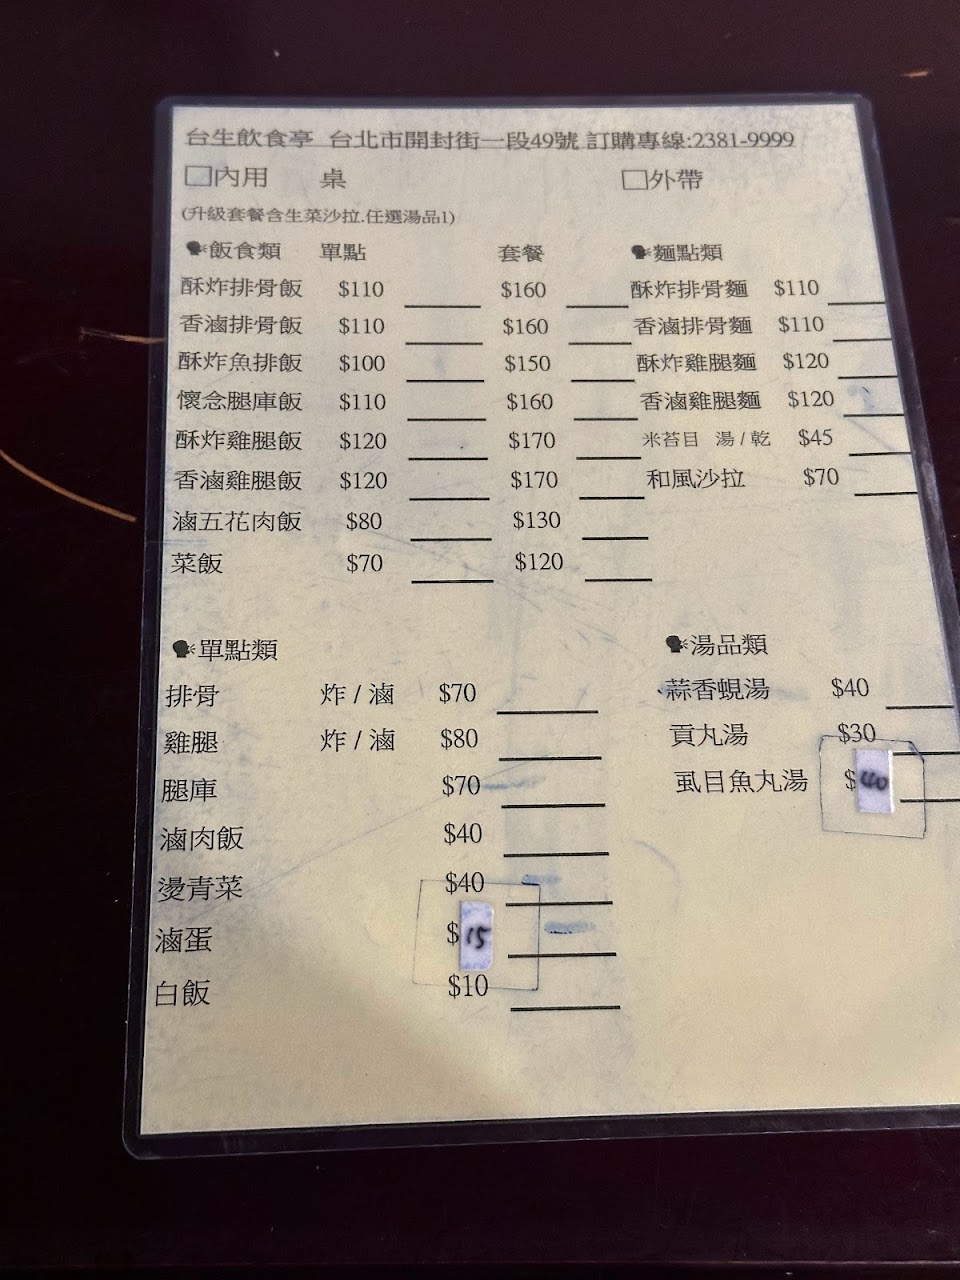 台生飲食亭 台北市開封街一段49號 訂購專線:2381-9999
□內用 桌 □外帶
(升級套餐含生菜沙拉.任選湯品1)
飯食類 單點 套餐 麵點類
酥炸排骨飯 $110 $160 酥炸排骨麵 $110
香滷排骨飯 $110 $160 香滷排骨麵 $110
酥炸魚排飯 $100 $150 酥炸雞腿麵 $120
懷念腿庫飯 $110 $160 香滷雞腿麵 $120
酥炸雞腿飯 $120 $170 米苔目 湯/乾 $45
香滷雞腿飯 $120 $170 和風沙拉 $70
滷五花肉飯 $80 $130
菜飯 $70 $120
單點類 湯品類
排骨 炸/滷 $70 蒜香蜆湯 $40
雞腿 炸/滷 $80 貢丸湯 $30
腿庫 $70 虱目魚丸湯 $40
滷肉飯 $40
燙青菜 $40
滷蛋 $15
白飯 $10